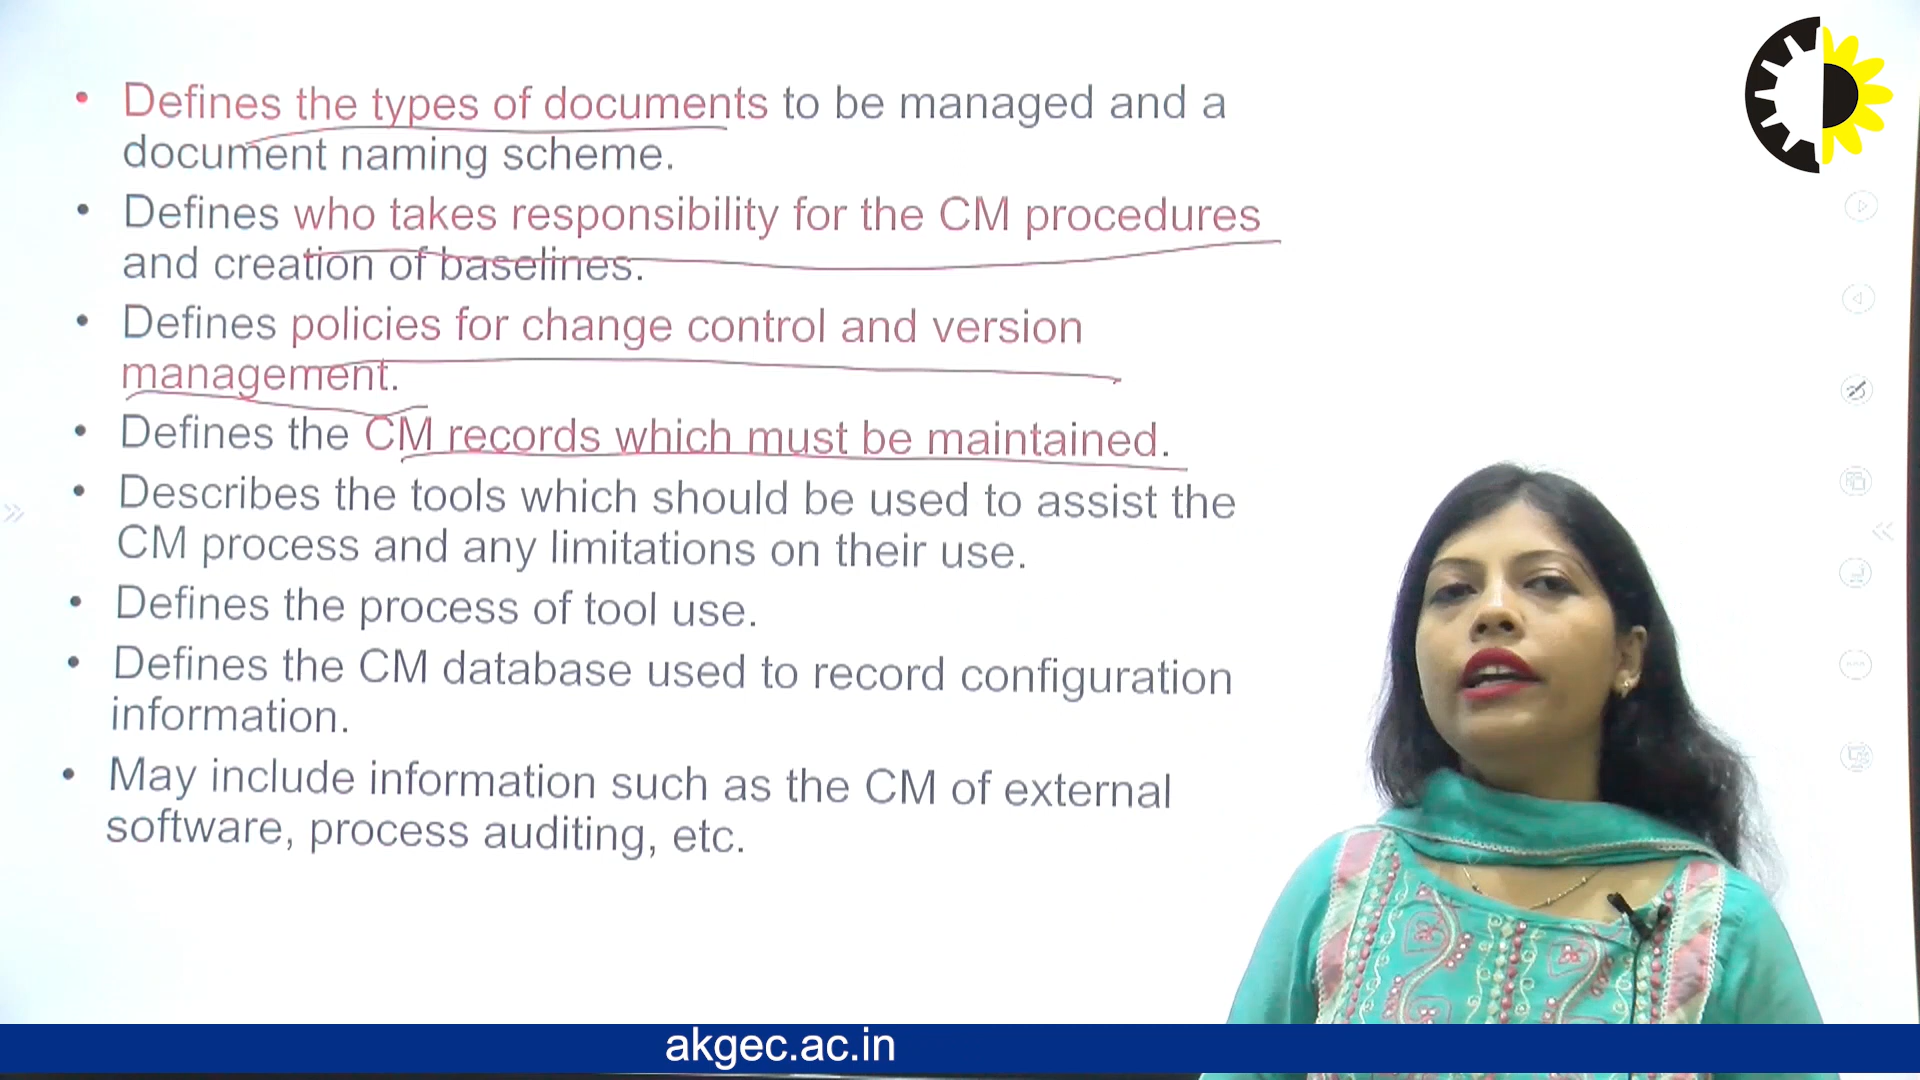 • Defines the types of documents to be managed and a
document naming scheme.
• Defines who takes responsibility for the CM procedures
and creation of baselines.
• Defines policies for change control and version
management.
• Defines the CM records which must be maintained.
• Describes the tools which should be used to assist the
CM process and any limitations on their use.
• Defines the process of tool use.
• Defines the CM database used to record configuration
information.
• May include information such as the CM of external
software, process auditing, etc.
akgec.ac.in